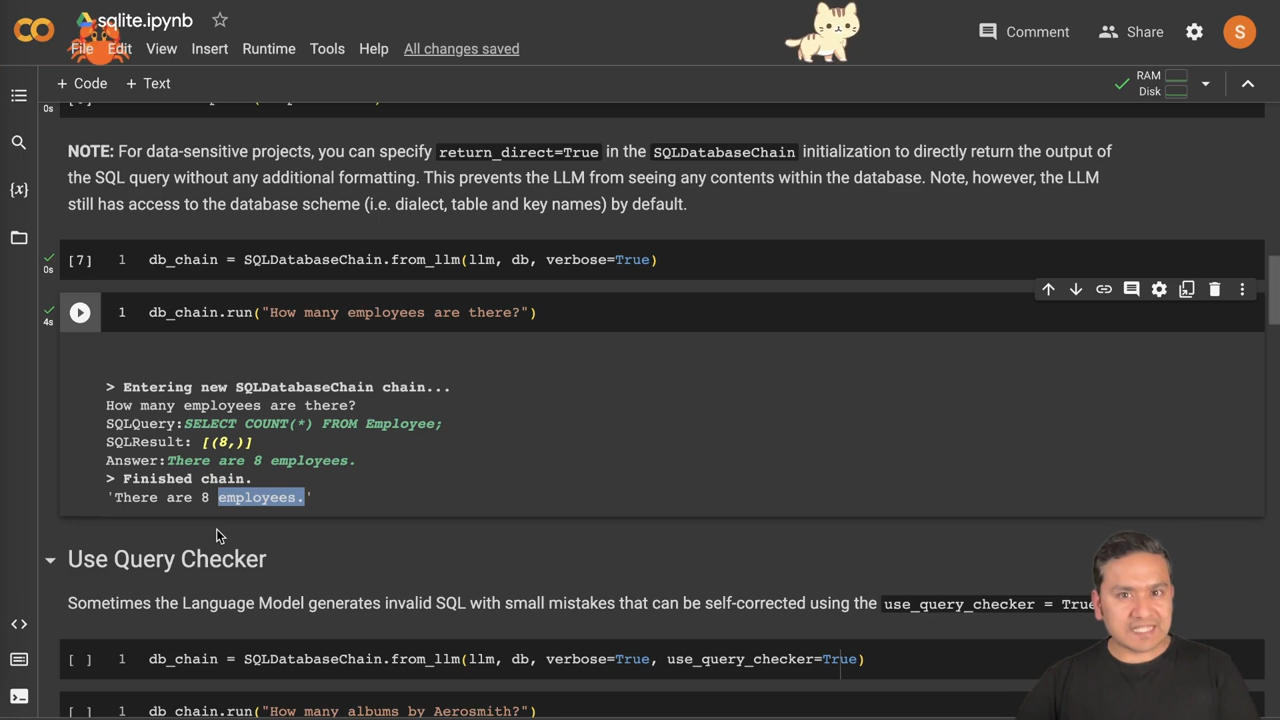 sqlite.ipynb
File Edit View Insert Runtime Tools Help All changes saved
Comment Share S
+ Code + Text
RAM
Disk
0s
NOTE: For data-sensitive projects, you can specify return_direct=True in the SQLDatabaseChain initialization to directly return the output of
the SQL query without any additional formatting. This prevents the LLM from seeing any contents within the database. Note, however, the LLM
still has access to the database scheme (i.e. dialect, table and key names) by default.
[7] 1 db_chain = SQLDatabaseChain.from_llm(llm, db, verbose=True)
0s
1 db_chain.run("How many employees are there?")
4s
> Entering new SQLDatabaseChain chain...
How many employees are there?
SQLQuery:SELECT COUNT(*) FROM Employee;
SQLResult: [(8,)]
Answer:There are 8 employees.
> Finished chain.
'There are 8 employees.'
Use Query Checker
Sometimes the Language Model generates invalid SQL with small mistakes that can be self-corrected using the use_query_checker = True
[ ] 1 db_chain = SQLDatabaseChain.from_llm(llm, db, verbose=True, use_query_checker=True)
[ ] 1 db_chain.run("How many albums by Aerosmith?")